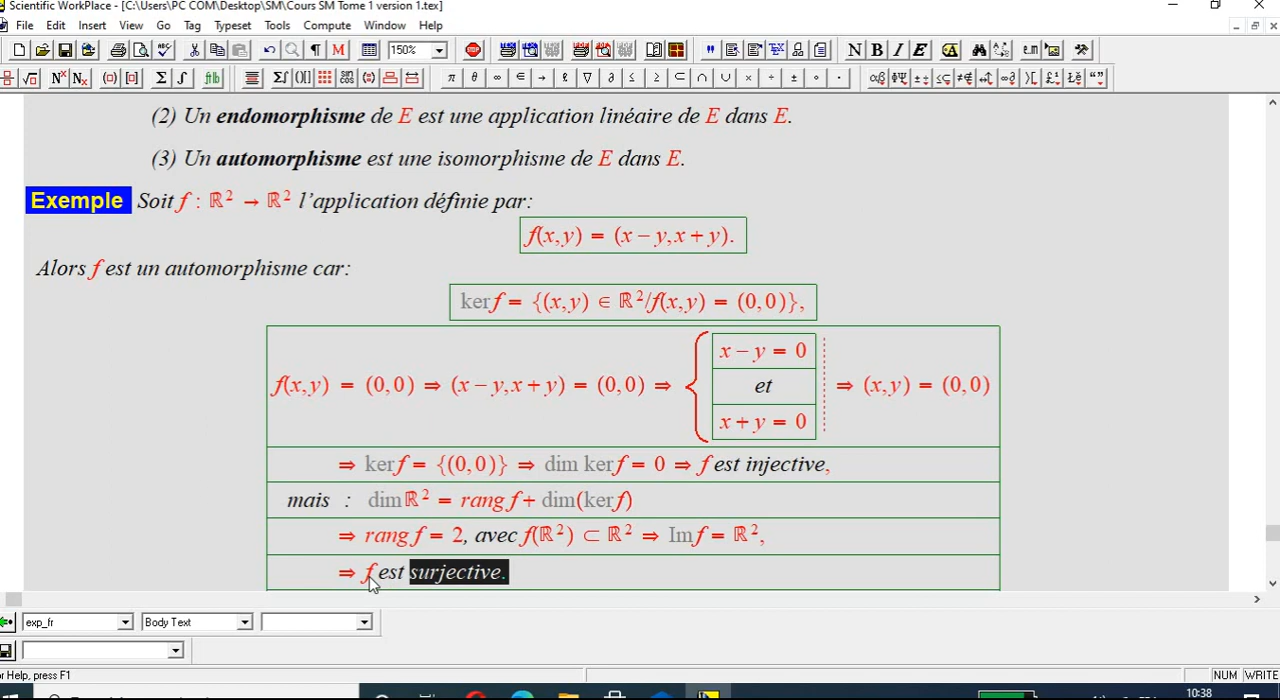 Scientific WorkPlace - [C:\Users\PC COM\Desktop\SM\Cours SM Tome 1 version 1.tex]
File Edit Insert View Go Tag Typeset Tools Compute Window Help
150%
(2) Un endomorphisme de E est une application linéaire de E dans E.
(3) Un automorphisme est une isomorphisme de E dans E.
Exemple Soit f : ℝ² → ℝ² l'application définie par:
f(x,y) = (x − y,x + y).
Alors f est un automorphisme car:
ker f = {(x,y) ∈ ℝ²/f(x,y) = (0,0)},
x − y = 0
f(x,y) = (0,0) ⇒ (x − y,x + y) = (0,0) ⇒ { et ⇒ (x,y) = (0,0)
x + y = 0
⇒ ker f = {(0,0)} ⇒ dim ker f = 0 ⇒ f est injective,
mais : dim ℝ² = rang f + dim(ker f)
⇒ rang f = 2, avec f(ℝ²) ⊂ ℝ² ⇒ Im f = ℝ²,
⇒ f est surjective.
exp_fr Body Text
or Help, press F1 NUM WRITE
10:38